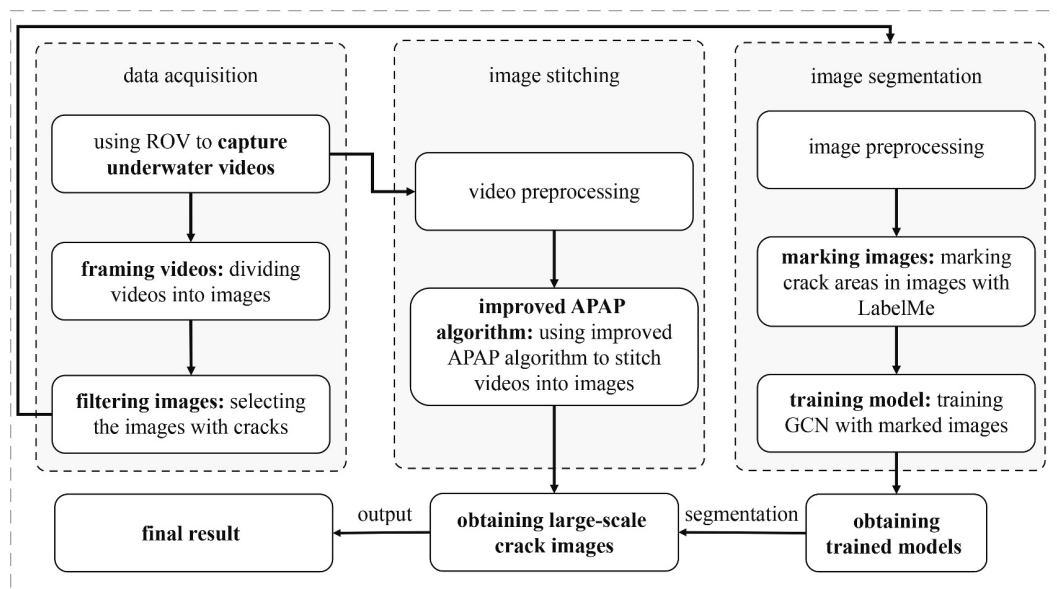 data acquisition
using ROV to capture
underwater videos
framing videos: dividing
videos into images
filtering images: selecting
the images with cracks
image stitching
video preprocessing
improved APAP
algorithm: using improved
APAP algorithm to stitch
videos into images
image segmentation
image preprocessing
marking images: marking
crack areas in images with
LabelMe
training model: training
GCN with marked images
final result
output
obtaining large-scale
crack images
segmentation
obtaining
trained models